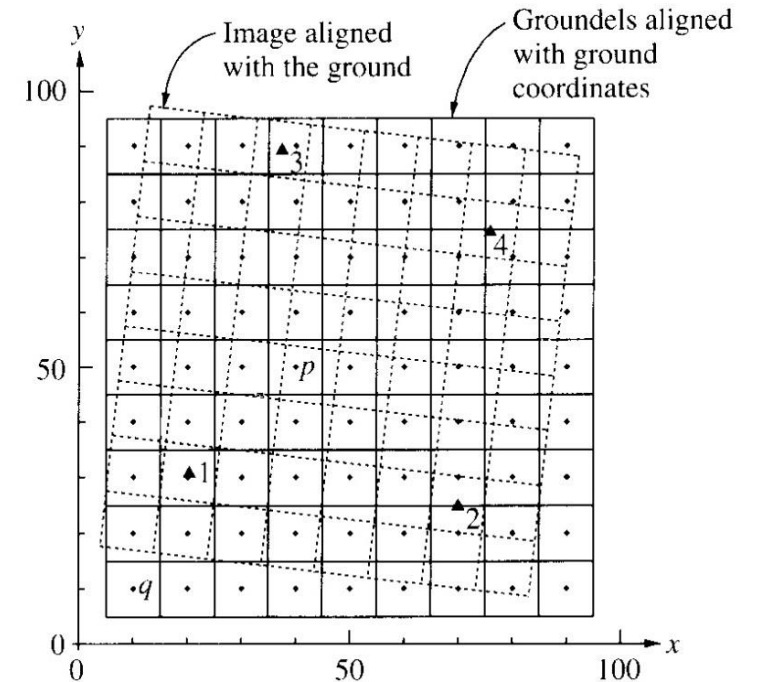 y
Image aligned
with the ground
Groundels aligned
with ground
coordinates
100
3
4
50
p
1
2
q
0
x
0
50
100